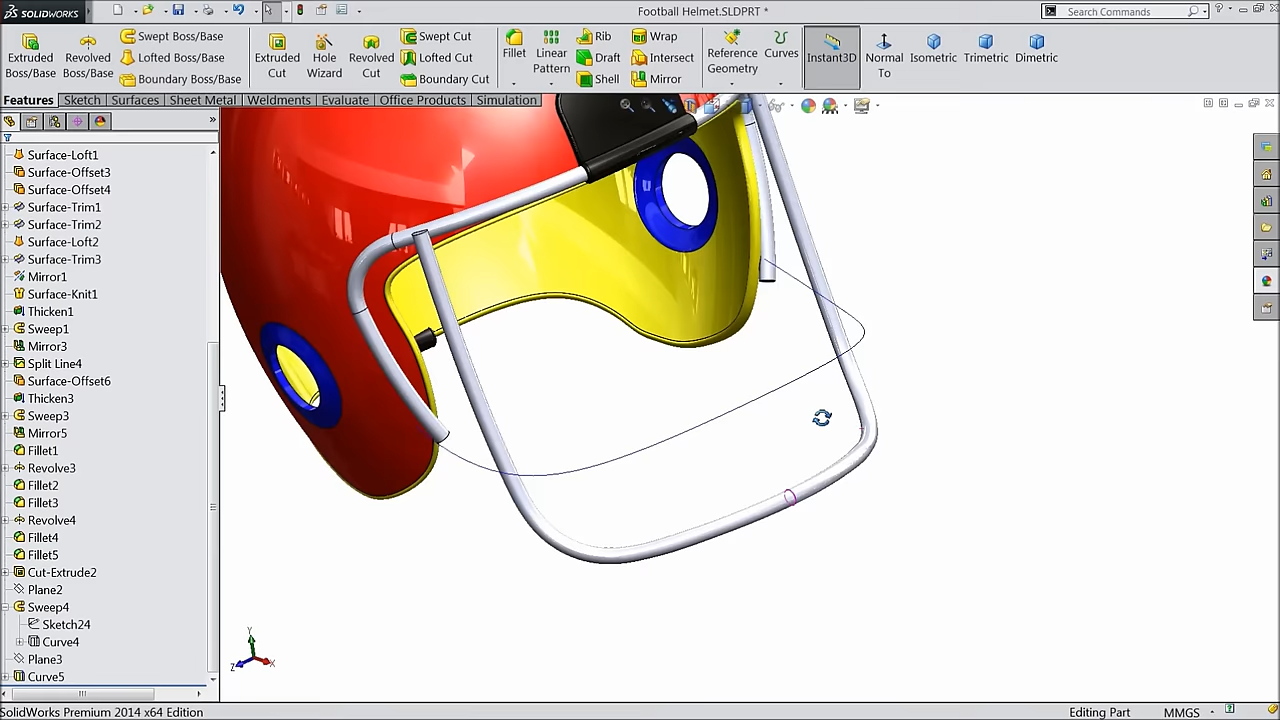 SOLIDWORKS
Football Helmet.SLDPRT *
Search Commands
Extruded Boss/Base
Revolved Boss/Base
Swept Boss/Base
Lofted Boss/Base
Boundary Boss/Base
Extruded Cut
Hole Wizard
Revolved Cut
Swept Cut
Lofted Cut
Boundary Cut
Fillet
Linear Pattern
Rib
Draft
Shell
Wrap
Intersect
Mirror
Reference Geometry
Curves
Instant3D
Normal To
Isometric
Trimetric
Dimetric
Features
Sketch
Surfaces
Sheet Metal
Weldments
Evaluate
Office Products
Simulation
Surface-Loft1
Surface-Offset3
Surface-Offset4
Surface-Trim1
Surface-Trim2
Surface-Loft2
Surface-Trim3
Mirror1
Surface-Knit1
Thicken1
Sweep1
Mirror3
Split Line4
Surface-Offset6
Thicken3
Sweep3
Mirror5
Fillet1
Revolve3
Fillet2
Fillet3
Revolve4
Fillet4
Fillet5
Cut-Extrude2
Plane2
Sweep4
Sketch24
Curve4
Plane3
Curve5
Y
Z
X
SolidWorks Premium 2014 x64 Edition
Editing Part
MMGS